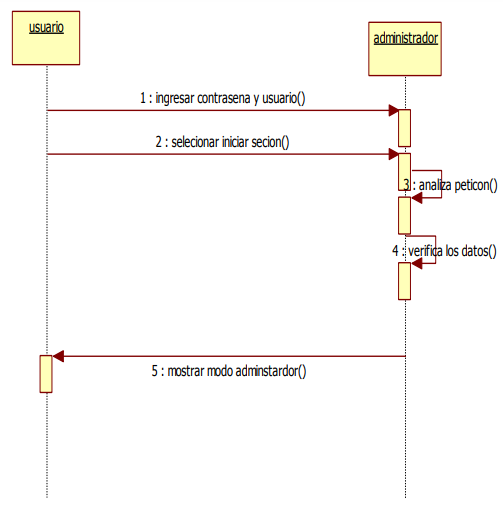 usuario
administrador
1 : ingresar contrasena y usuario()
2 : selecionar iniciar secion()
3 : analiza peticon()
4 : verifica los datos()
5 : mostrar modo adminstardor()